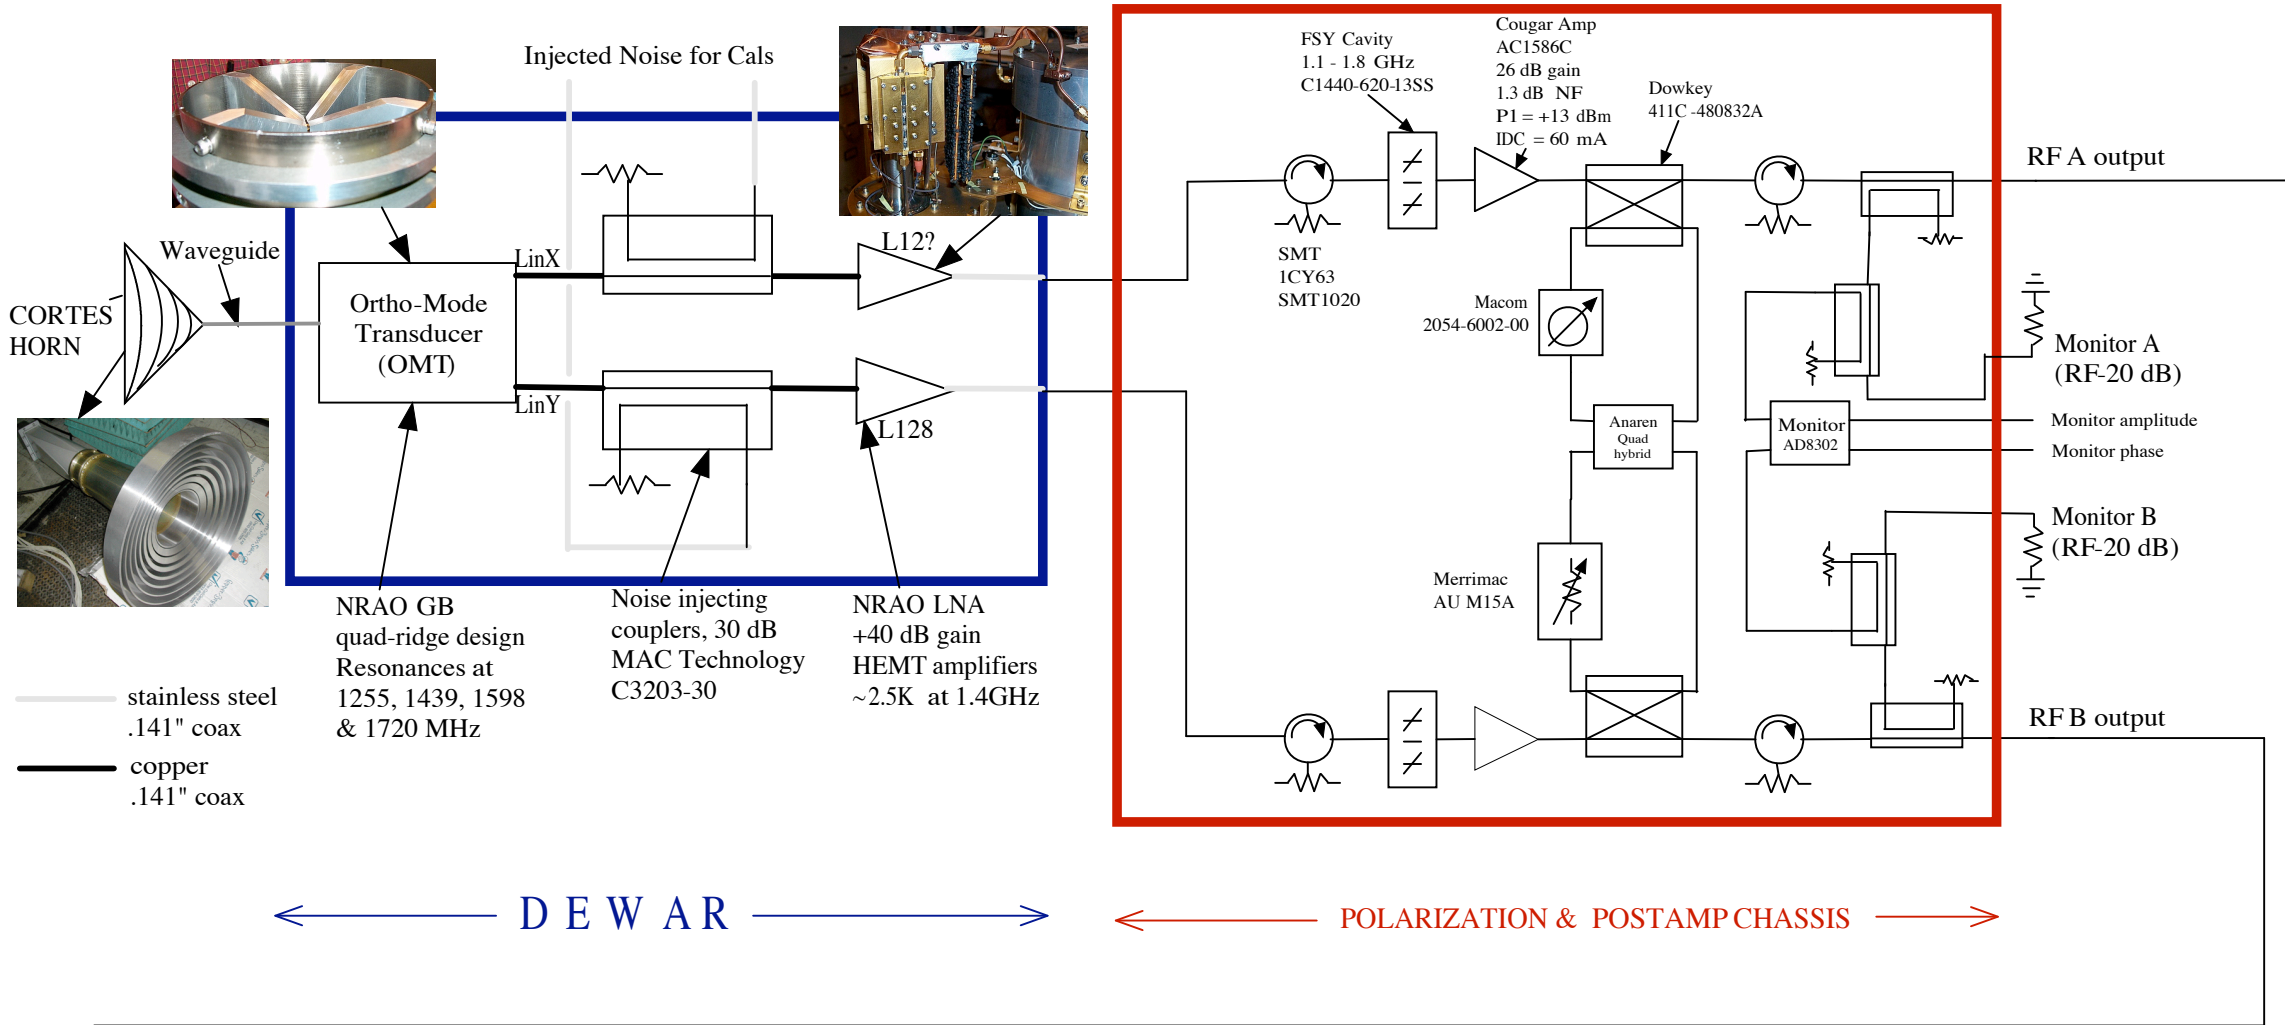 Injected Noise for Cals
FSY Cavity
1.1 - 1.8 GHz
C1440-620-13SS
Cougar Amp
AC1586C
26 dB gain
1.3 dB NF
P1 = +13 dBm
IDC = 60 mA
Dowkey
411C -480832A
RF A output
Waveguide
CORTES
HORN
Ortho-Mode
Transducer
(OMT)
LinX
LinY
L12?
L128
SMT
1CY63
SMT1020
Macom
2054-6002-00
Anaren
Quad
hybrid
Monitor
AD8302
Monitor A
(RF-20 dB)
Monitor amplitude
Monitor phase
Monitor B
(RF-20 dB)
Merrimac
AU M15A
RF B output
NRAO GB
quad-ridge design
Resonances at
1255, 1439, 1598
& 1720 MHz
Noise injecting
couplers, 30 dB
MAC Technology
C3203-30
NRAO LNA
+40 dB gain
HEMT amplifiers
~2.5K at 1.4GHz
stainless steel
.141" coax
copper
.141" coax
D E W A R
POLARIZATION & POSTAMP CHASSIS